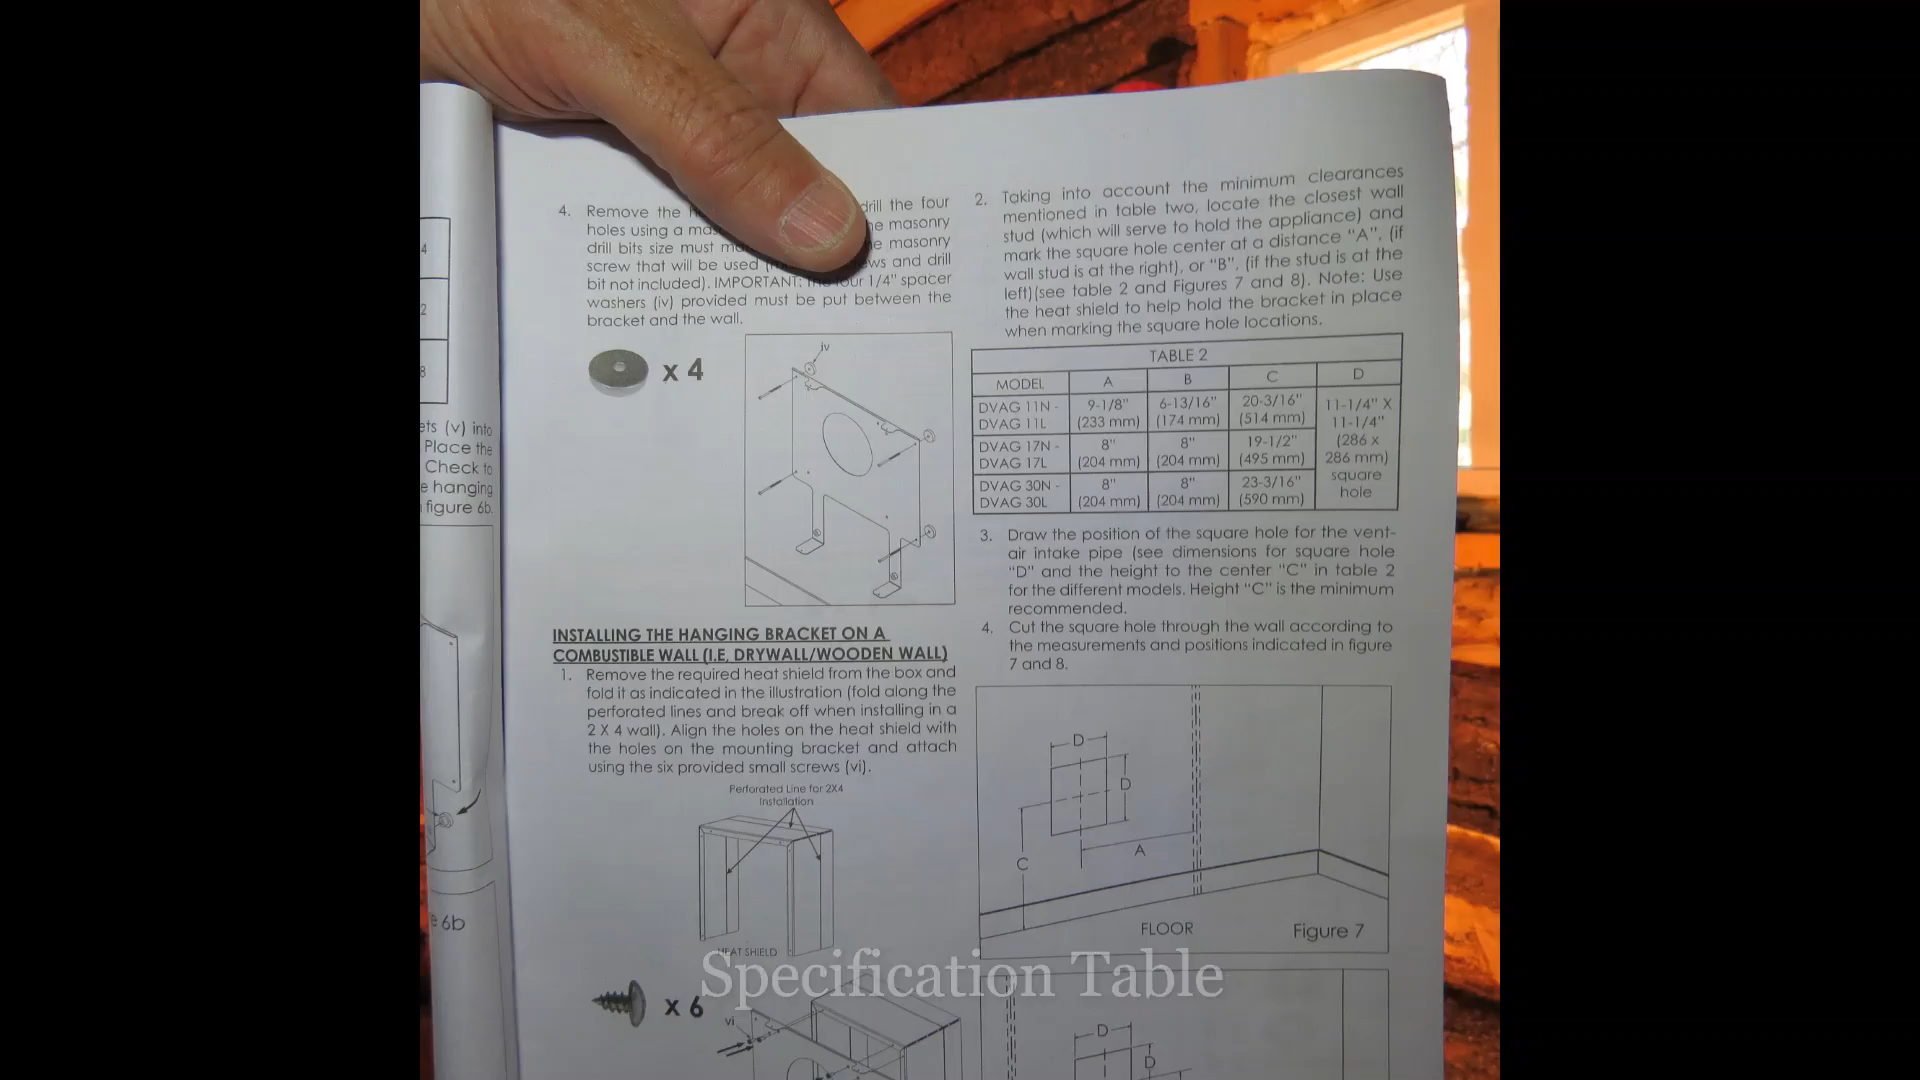 4
2
8
ets (v) into
Place the
Check to
e hanging
figure 6b.
e 6b
4. Remove the drill the four
holes using a masonry
drill bits size must masonry
screw that will be used and drill
bit not included). IMPORTANT: the four 1/4" spacer
washers (iv) provided must be put between the
bracket and the wall.
x 4
iv
INSTALLING THE HANGING BRACKET ON A
COMBUSTIBLE WALL (I.E, DRYWALL/WOODEN WALL)
1. Remove the required heat shield from the box and
fold it as indicated in the illustration (fold along the
perforated lines and break off when installing in a
2 X 4 wall). Align the holes on the heat shield with
the holes on the mounting bracket and attach
using the six provided small screws (vi).
Perforated Line for 2X4
Installation
HEAT SHIELD
x 6
vi
2. Taking into account the minimum clearances
mentioned in table two, locate the closest wall
stud (which will serve to hold the appliance) and
mark the square hole center at a distance "A", (if
wall stud is at the right), or "B", (if the stud is at the
left)(see table 2 and Figures 7 and 8). Note: Use
the heat shield to help hold the bracket in place
when marking the square hole locations.
TABLE 2
MODEL A B C D
DVAG 11N - DVAG 11L 9-1/8" (233 mm) 6-13/16" (174 mm) 20-3/16" (514 mm) 11-1/4" X 11-1/4" (286 x 286 mm) square hole
DVAG 17N - DVAG 17L 8" (204 mm) 8" (204 mm) 19-1/2" (495 mm)
DVAG 30N - DVAG 30L 8" (204 mm) 8" (204 mm) 23-3/16" (590 mm)
3. Draw the position of the square hole for the vent-
air intake pipe (see dimensions for square hole
"D" and the height to the center "C" in table 2
for the different models. Height "C" is the minimum
recommended.
4. Cut the square hole through the wall according to
the measurements and positions indicated in figure
7 and 8.
D
D
A
C
FLOOR
Figure 7
D
D
Specification Table